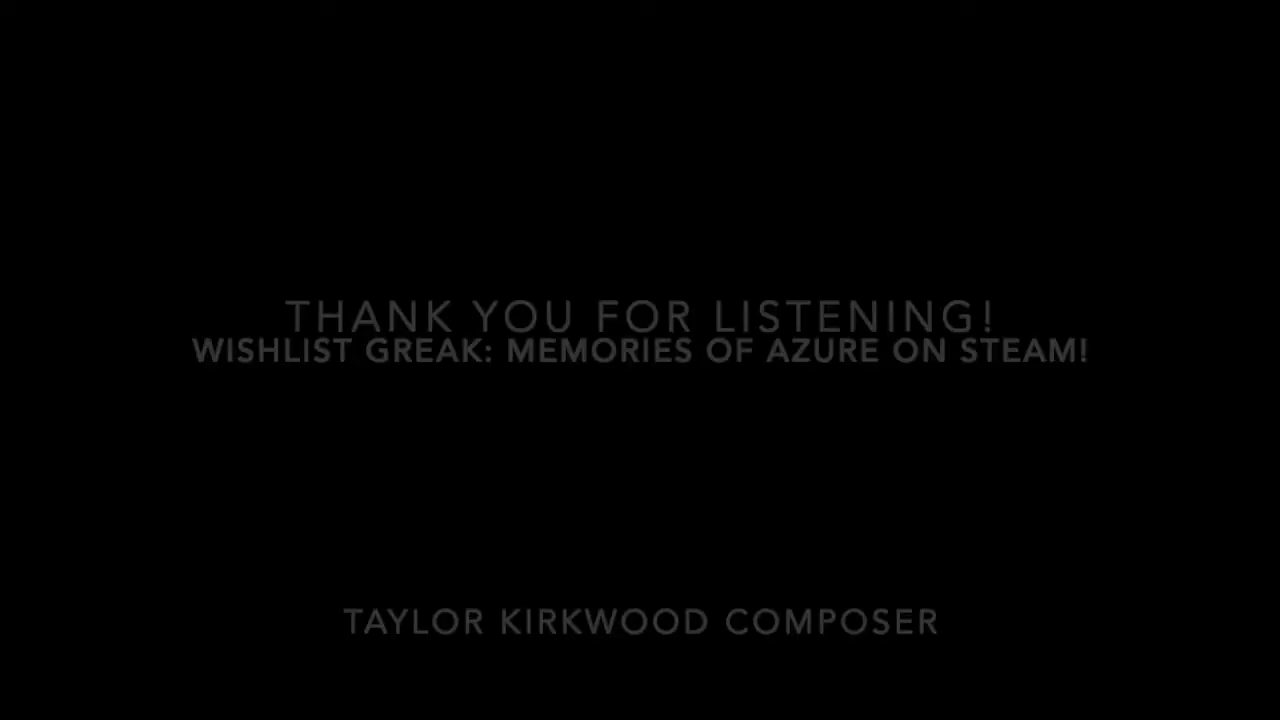 THANK YOU FOR LISTENING!
WISHLIST GREAK: MEMORIES OF AZURE ON STEAM!
TAYLOR KIRKWOOD COMPOSER